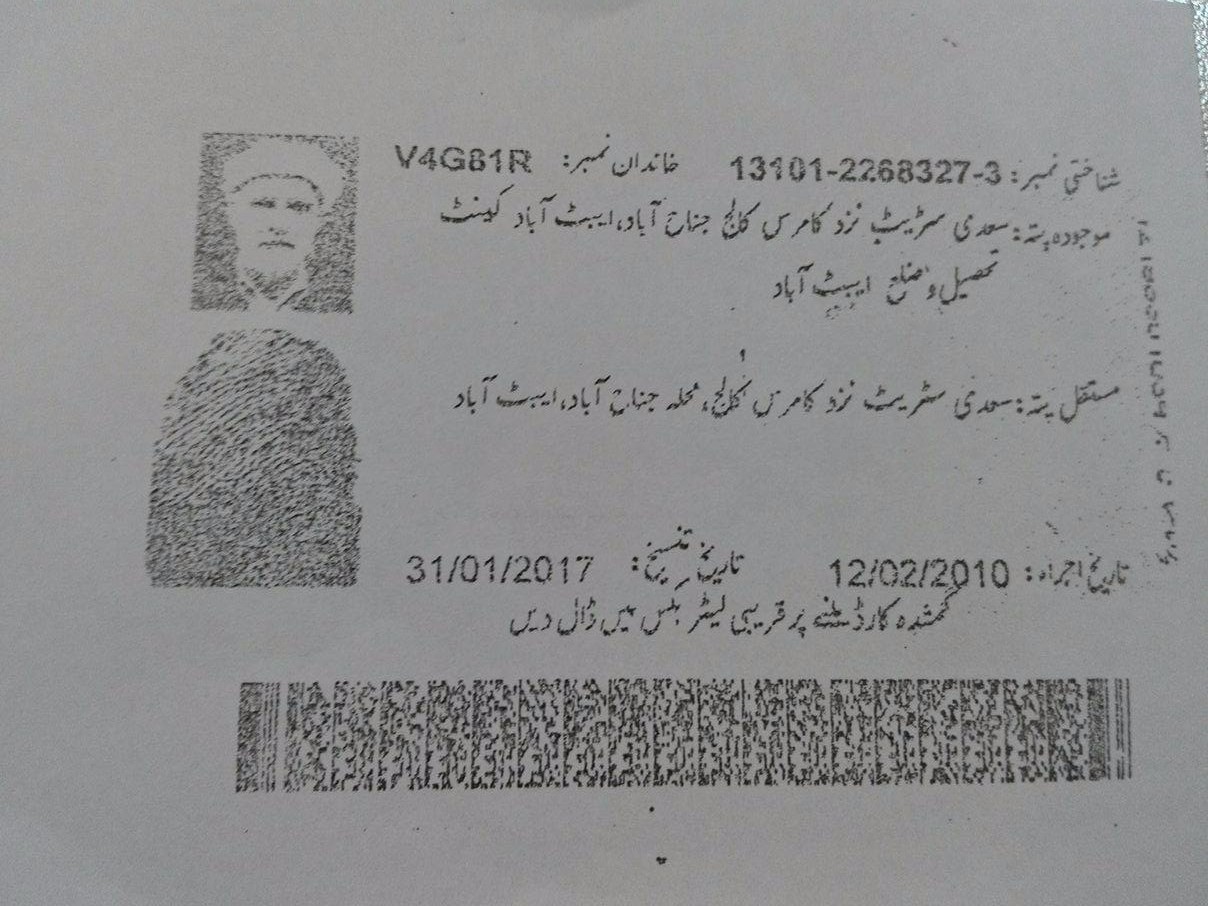 شناختی نمبر: 13101-2268327-3 خاندان نمبر: V4G81R
موجودہ پتہ: سعدی سٹریٹ نزد کامرس کالج جناح آباد، ایبٹ آباد کینٹ
تحصیل و ضلع ایبٹ آباد
مستقل پتہ: سعدی سٹریٹ نزد کامرس کالج، محلہ جناح آباد، ایبٹ آباد
تاریخ اجراء: 12/02/2010 تاریخ تنسیخ: 31/01/2017
گمشدہ کارڈ ملنے پر قریبی لیٹر بکس میں ڈال دیں